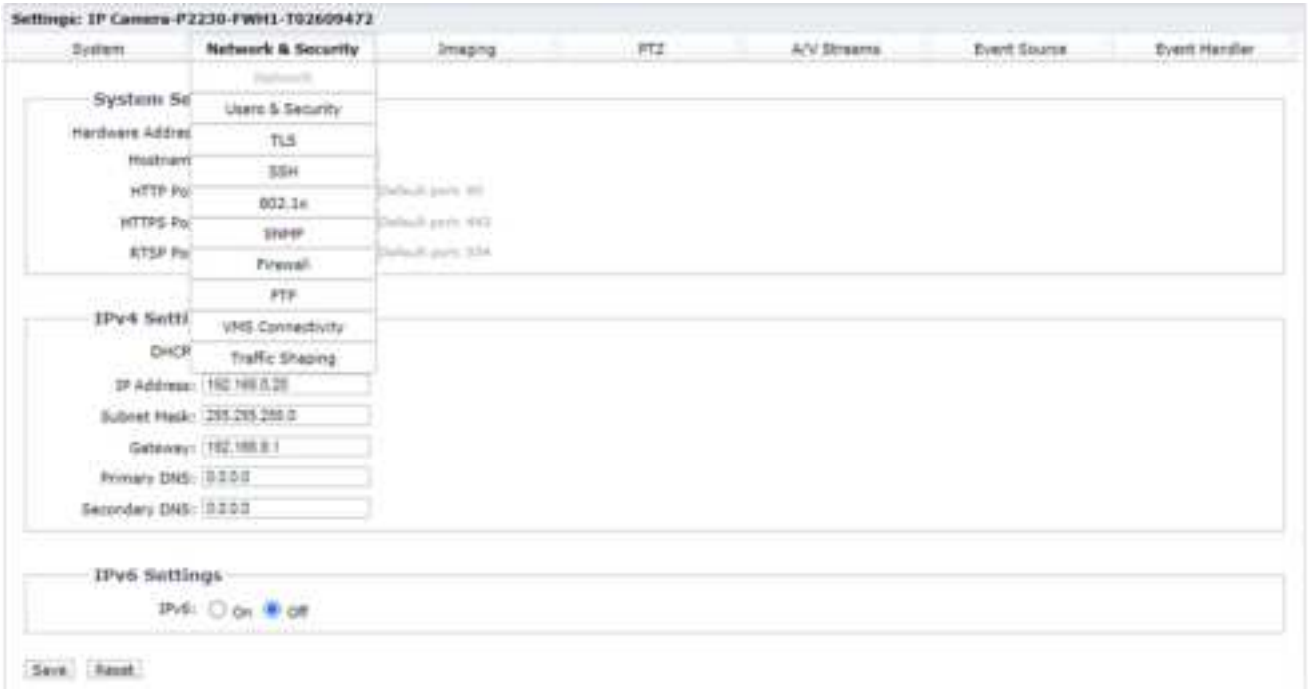 Settings: IP Camera-P2230-FWH1-T02609472
System Network & Security Imaging PTZ A/V Streams Event Source Event Handler
Network
Users & Security
TLS
SSH
802.1x
SNMP
Firewall
FTP
VMS Connectivity
Traffic Shaping
System Se
Hardware Addres
Hostnam
HTTP Po Default port: 80
HTTPS Po Default port: 443
RTSP Po Default port: 554
IPv4 Setti
DHCP
IP Address: 192.168.0.20
Subnet Mask: 255.255.255.0
Gateway: 192.168.0.1
Primary DNS: 0.0.0.0
Secondary DNS: 0.0.0.0
IPv6 Settings
IPv6: On Off
Save Reset